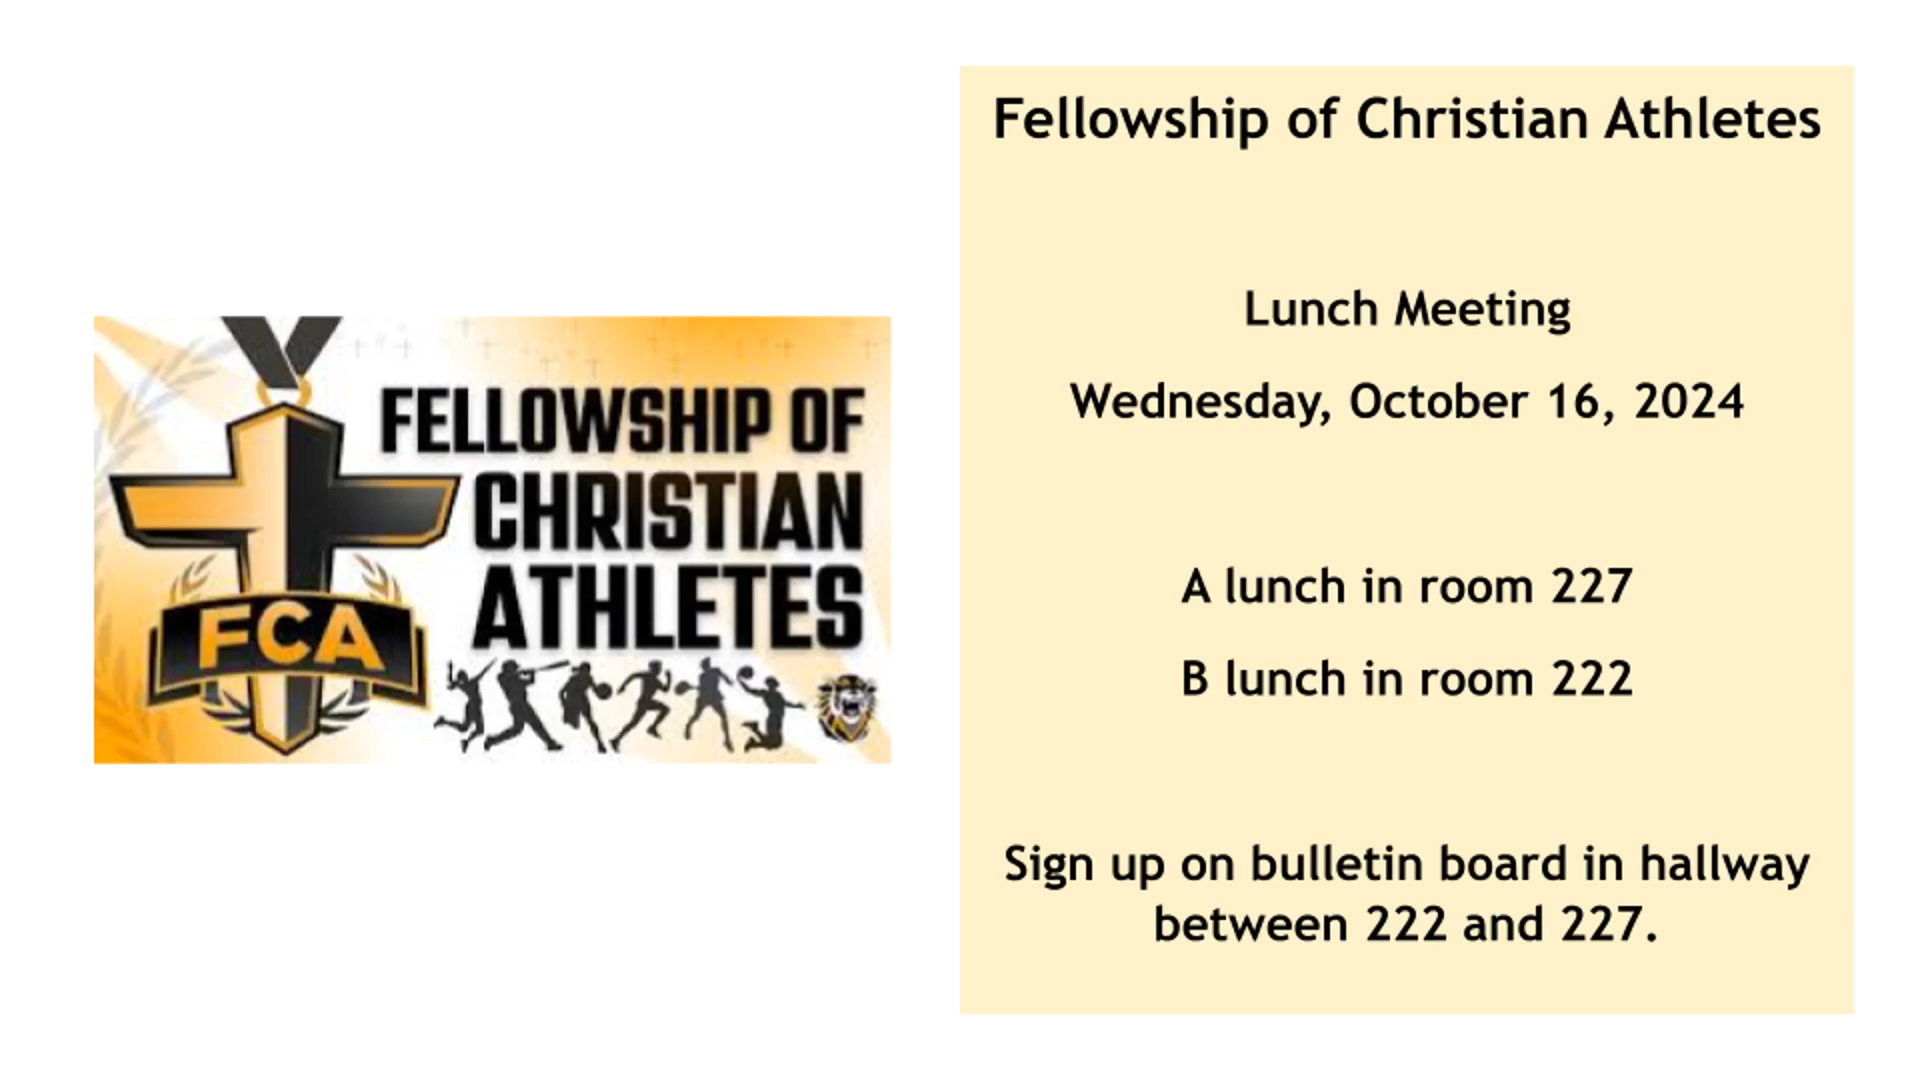 FELLOWSHIP OF
CHRISTIAN
ATHLETES
FCA
Fellowship of Christian Athletes
Lunch Meeting
Wednesday, October 16, 2024
A lunch in room 227
B lunch in room 222
Sign up on bulletin board in hallway
between 222 and 227.